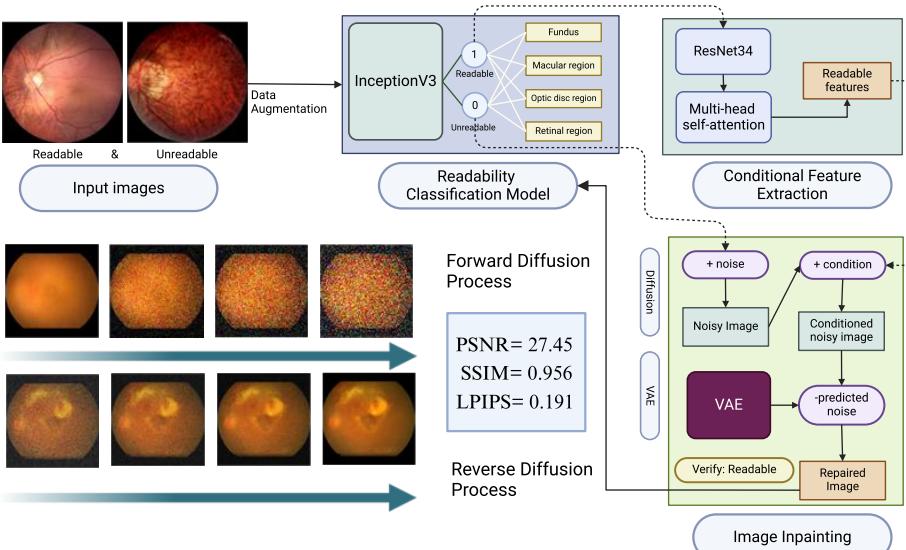 Readable & Unreadable
Input images
Data
Augmentation
InceptionV3
1
Readable
0
Unreadable
Fundus
Macular region
Optic disc region
Retinal region
Readability
Classification Model
ResNet34
Multi-head
self-attention
Readable
features
Conditional Feature
Extraction
Forward Diffusion
Process
PSNR= 27.45
SSIM= 0.956
LPIPS= 0.191
Reverse Diffusion
Process
Diffusion
VAE
+ noise
+ condition
Noisy Image
Conditioned
noisy image
VAE
-predicted
noise
Verify: Readable
Repaired
Image
Image Inpainting